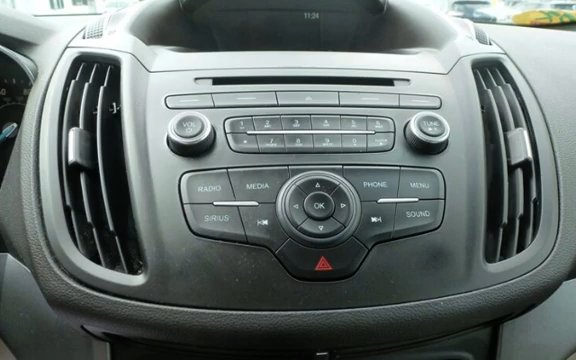 11:24
VOL
TUNE
1 2 3 4 5
6 7 8 9 0
RADIO MEDIA PHONE MENU
OK
SIRIUS SOUND